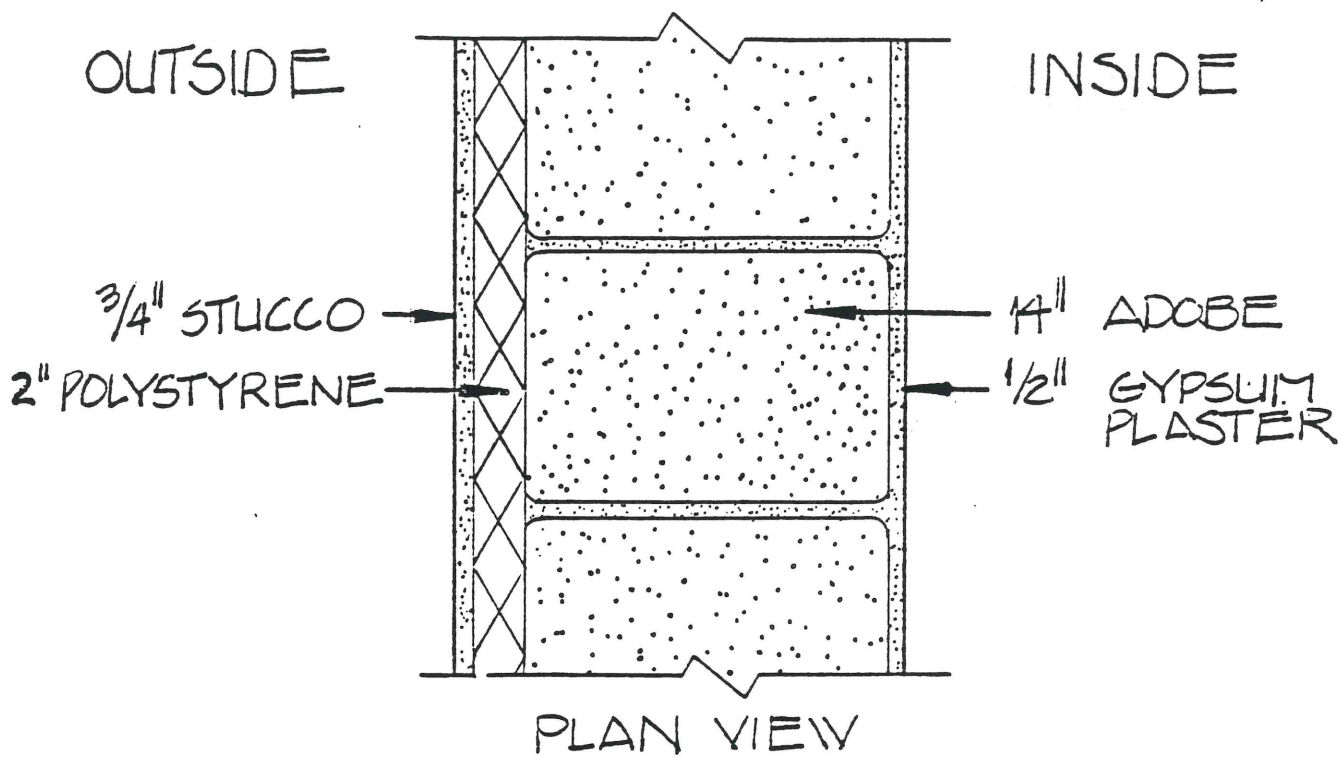 OUTSIDE
INSIDE
3/4" STUCCO
2" POLYSTYRENE
14" ADOBE
1/2" GYPSUM
PLASTER
PLAN VIEW